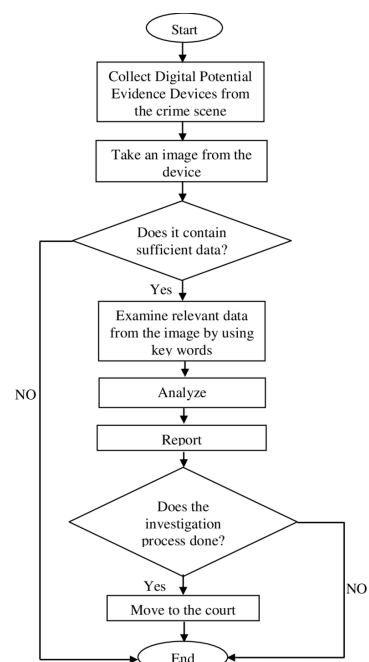 Start
Collect Digital Potential
Evidence Devices from
the crime scene
Take an image from the
device
Does it contain
sufficient data?
Yes
Examine relevant data
from the image by using
key words
NO
Analyze
Report
Does the
investigation
process done?
Yes
NO
Move to the court
End